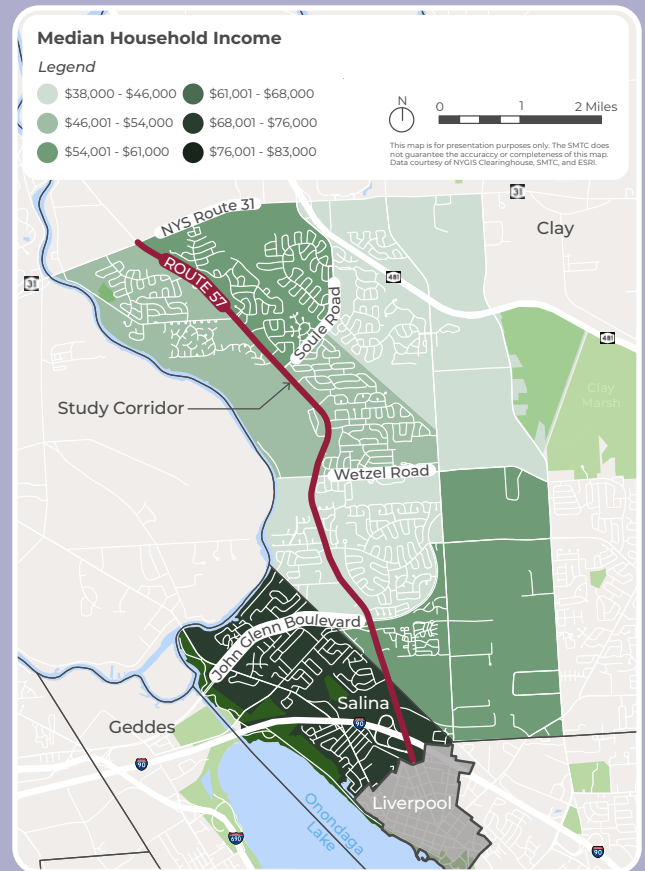 Median Household Income
Legend
$38,000 - $46,000
$46,001 - $54,000
$54,001 - $61,000
$61,001 - $68,000
$68,001 - $76,000
$76,001 - $83,000
N
0 1 2 Miles
This map is for presentation purposes only. The SMTC does
not guarantee the accuraccy or completeness of this map.
Data courtesy of NYGIS Clearinghouse, SMTC, and ESRI.
31
NYS Route 31
Clay
31
481
ROUTE 57
Soule Road
481
Clay
Marsh
Study Corridor
Wetzel Road
John Glenn Boulevard
Salina
90
Geddes
90
Liverpool
Onondaga
Lake
690
90